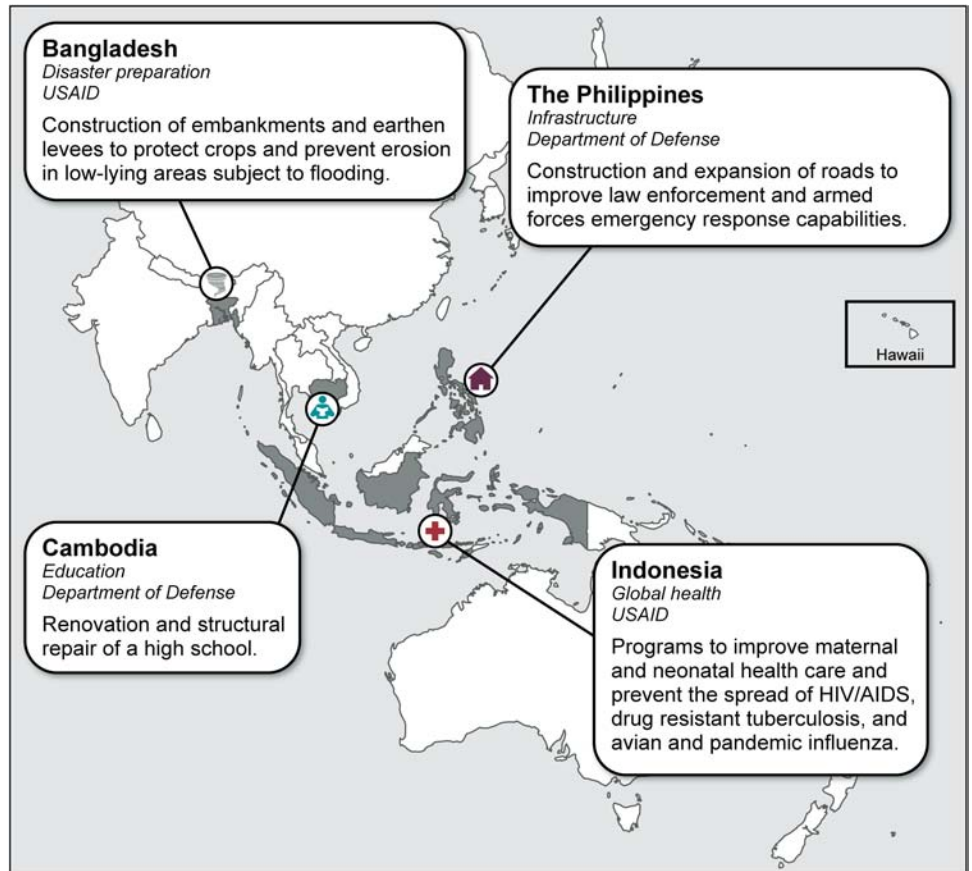 Bangladesh
Disaster preparation
USAID
Construction of embankments and earthen
levees to protect crops and prevent erosion
in low-lying areas subject to flooding.
The Philippines
Infrastructure
Department of Defense
Construction and expansion of roads to
improve law enforcement and armed
forces emergency response capabilities.
Hawaii
Cambodia
Education
Department of Defense
Renovation and structural
repair of a high school.
Indonesia
Global health
USAID
Programs to improve maternal
and neonatal health care and
prevent the spread of HIV/AIDS,
drug resistant tuberculosis, and
avian and pandemic influenza.